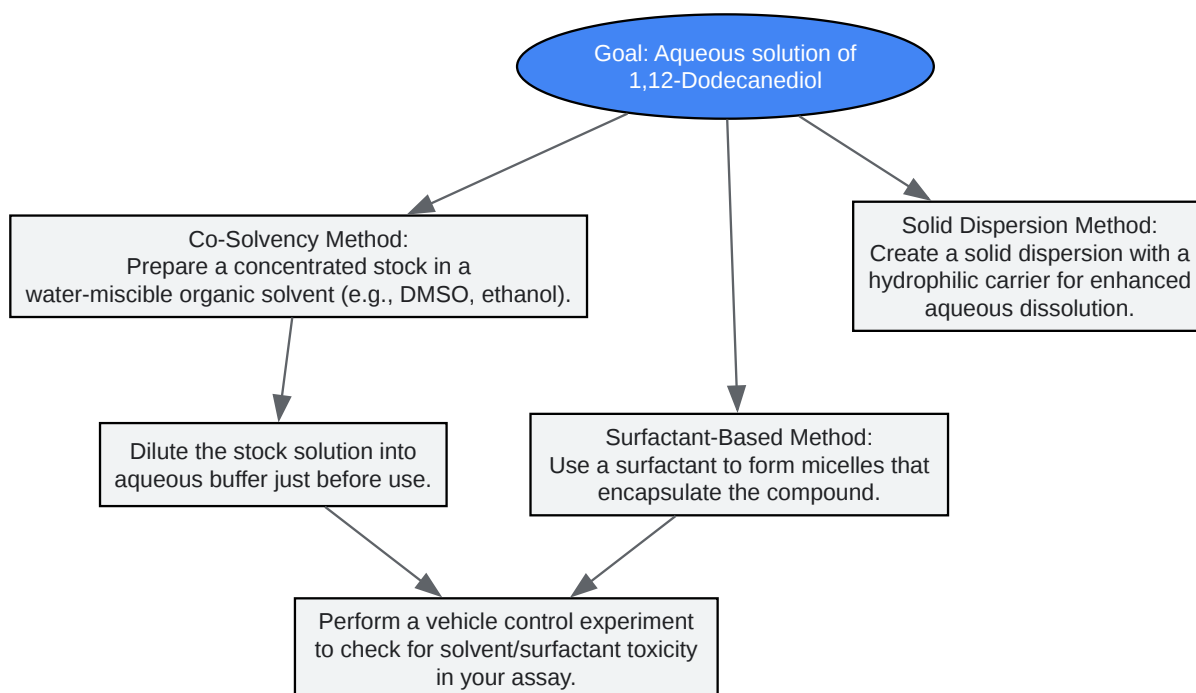 Goal: Aqueous solution of
1,12-Dodecanediol
Co-Solvency Method:
Prepare a concentrated stock in a
water-miscible organic solvent (e.g., DMSO, ethanol).
Solid Dispersion Method:
Create a solid dispersion with a
hydrophilic carrier for enhanced
aqueous dissolution.
Dilute the stock solution into
aqueous buffer just before use.
Surfactant-Based Method:
Use a surfactant to form micelles that
encapsulate the compound.
Perform a vehicle control experiment
to check for solvent/surfactant toxicity
in your assay.